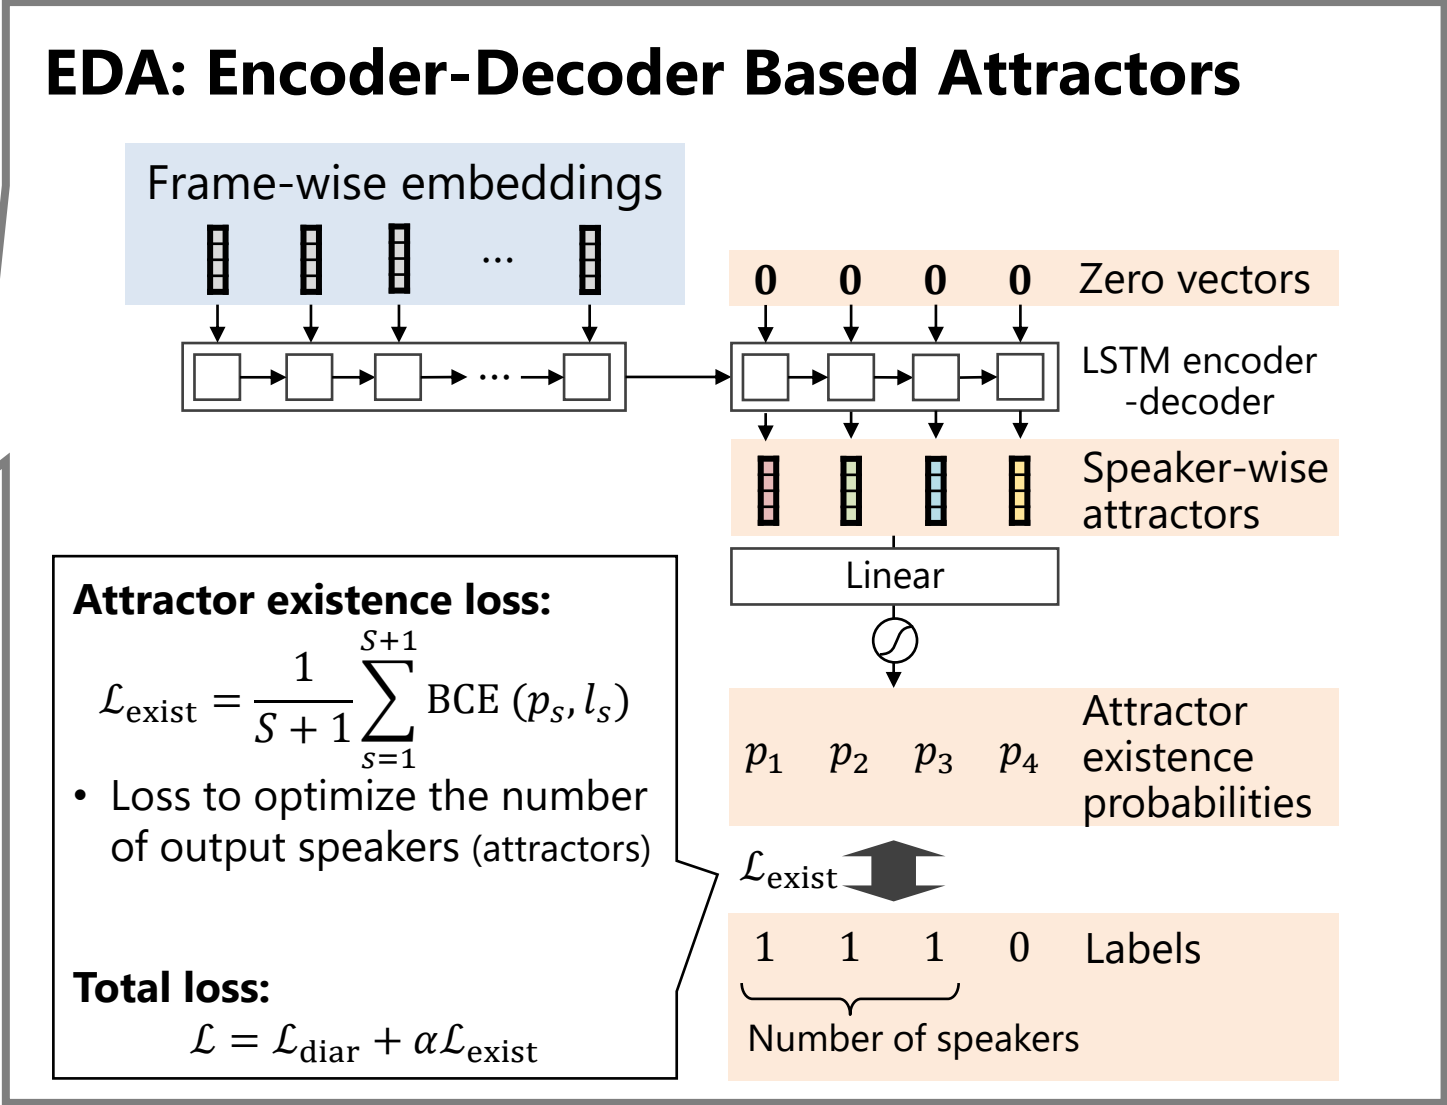 EDA: Encoder-Decoder Based Attractors
Frame-wise embeddings
...
0 0 0 0 Zero vectors
...
LSTM encoder
-decoder
Speaker-wise
attractors
Linear
Attractor existence loss:
ℒ_exist = 1/(S + 1) ∑_{s=1}^{S+1} BCE (p_s, l_s)
• Loss to optimize the number
of output speakers (attractors)
Total loss:
ℒ = ℒ_diar + αℒ_exist
p_1 p_2 p_3 p_4
Attractor
existence
probabilities
ℒ_exist
1 1 1 0 Labels
Number of speakers